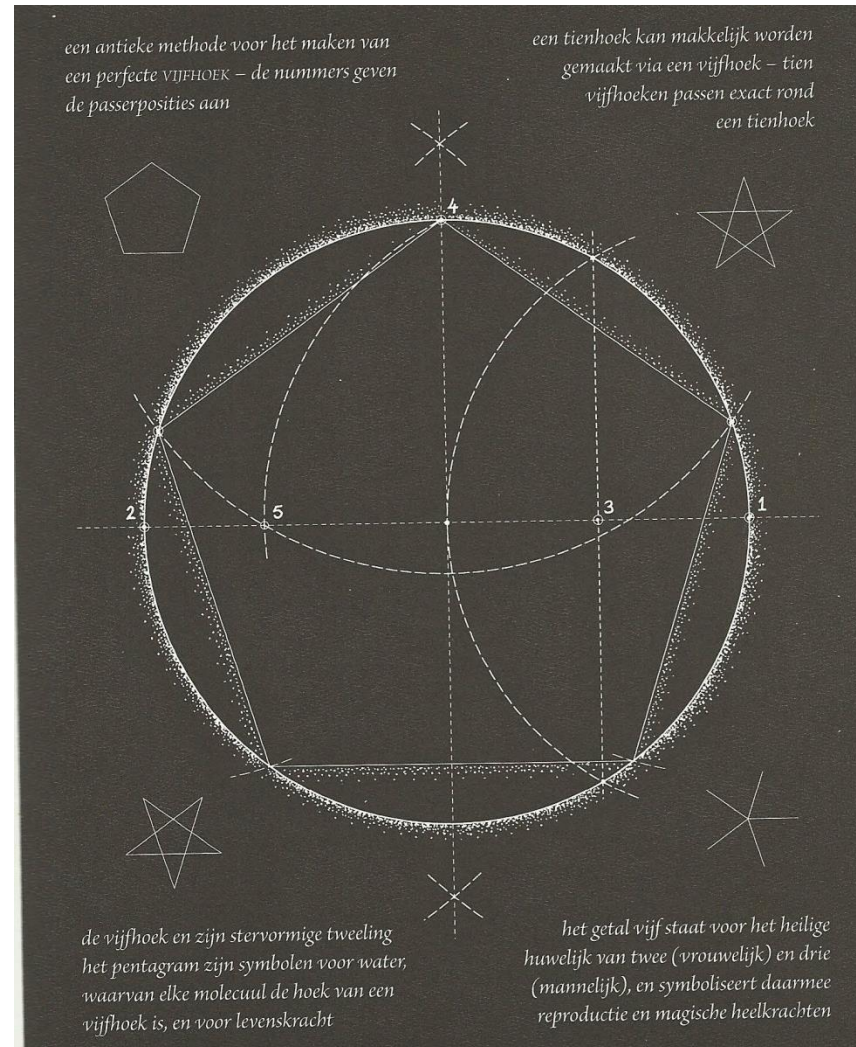 een antieke methode voor het maken van
een perfecte VIJFHOEK – de nummers geven
de passerposities aan
een tienhoek kan makkelijk worden
gemaakt via een vijfhoek – tien
vijfhoeken passen exact rond
een tienhoek
4
2
5
3
1
de vijfhoek en zijn stervormige tweeling
het pentagram zijn symbolen voor water,
waarvan elke molecuul de hoek van een
vijfhoek is, en voor levenskracht
het getal vijf staat voor het heilige
huwelijk van twee (vrouwelijk) en drie
(mannelijk), en symboliseert daarmee
reproductie en magische heelkrachten